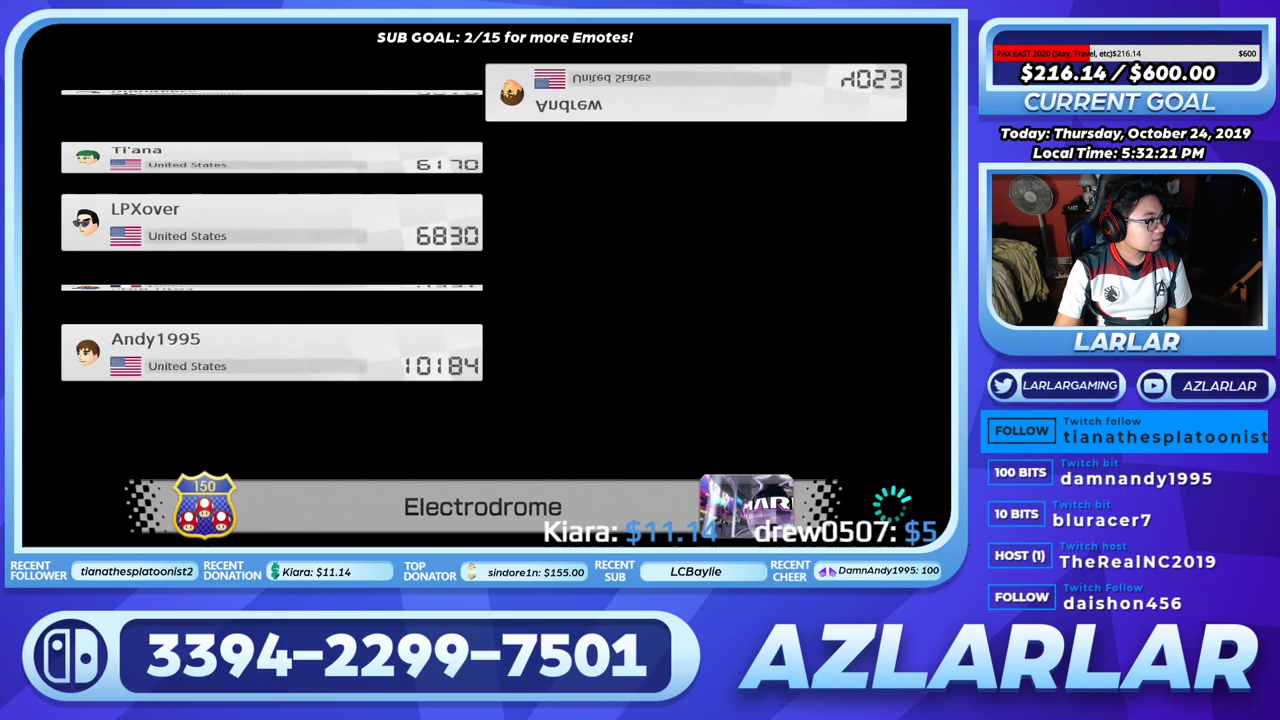 SUB GOAL: 2/15 for more Emotes!
United States
Andrew
Ti'ana
United States 6170
LPXover
United States 6830
Andy1995
United States 10184
150
Electrodrome
Kiara: $11.14 drew0507: $5
RECENT FOLLOWER tianathesplatoonist2
RECENT DONATION Kiara: $11.14
TOP DONATOR sindore1n: $155.00
RECENT SUB LCBaylie
RECENT CHEER DamnAndy1995: 100
3394-2299-7501
AZLARLAR
PAX EAST 2020 (Stay, Travel, etc)$216.14 $600
$216.14 / $600.00
CURRENT GOAL
Today: Thursday, October 24, 2019
Local Time: 5:32:21 PM
LARLAR
LARLARGAMING
AZLARLAR
FOLLOW
Twitch follow
tianathesplatoonist
100 BITS
Twitch bit
damnandy1995
10 BITS
Twitch bit
bluracer7
HOST (1)
Twitch host
TheRealNC2019
FOLLOW
Twitch Follow
daishon456